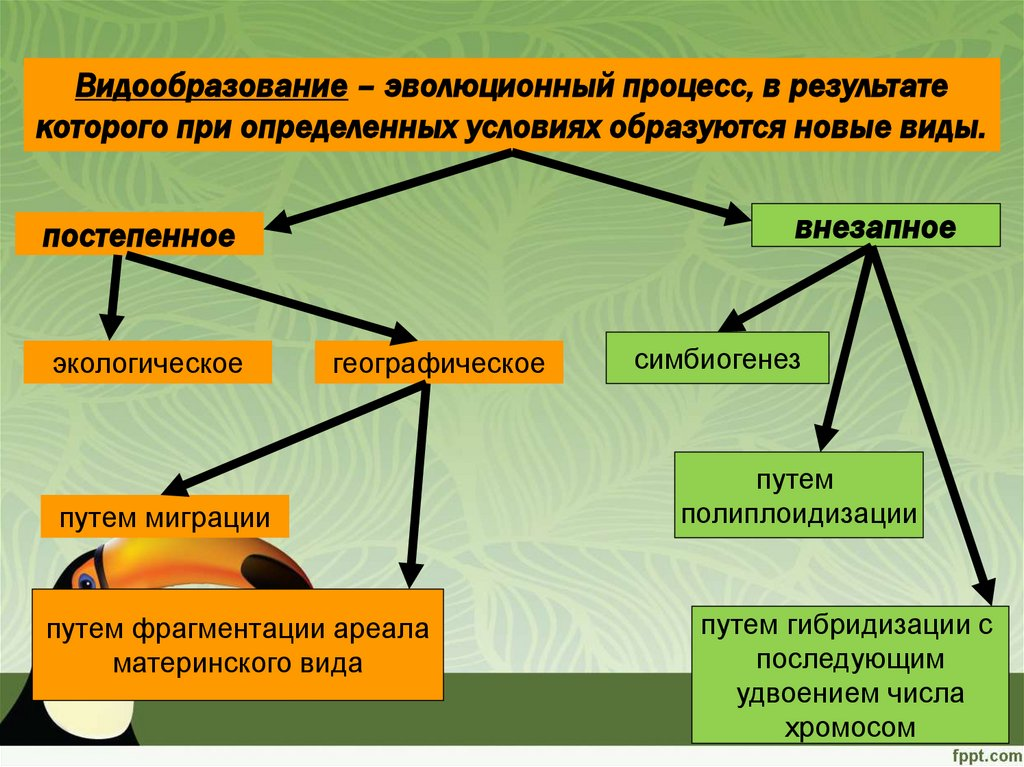 Видообразование – эволюционный процесс, в результате
которого при определенных условиях образуются новые виды.
постепенное
внезапное
экологическое
географическое
симбиогенез
путем миграции
путем
полиплоидизации
путем фрагментации ареала
материнского вида
путем гибридизации с
последующим
удвоением числа
хромосом
fppt.com